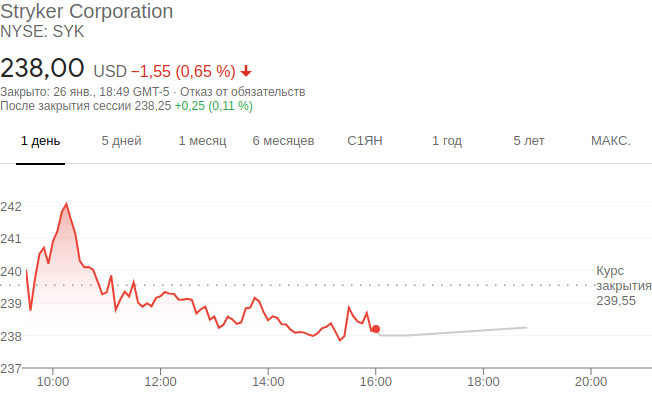 Stryker Corporation
NYSE: SYK
238,00 USD −1,55 (0,65 %)
Закрыто: 26 янв., 18:49 GMT-5 · Отказ от обязательств
После закрытия сессии 238,25 +0,25 (0,11 %)
1 день 5 дней 1 месяц 6 месяцев С1ЯН 1 год 5 лет МАКС.
242
241
240
239
238
237
Курс
закрытия
239,55
10:00 12:00 14:00 16:00 18:00 20:00